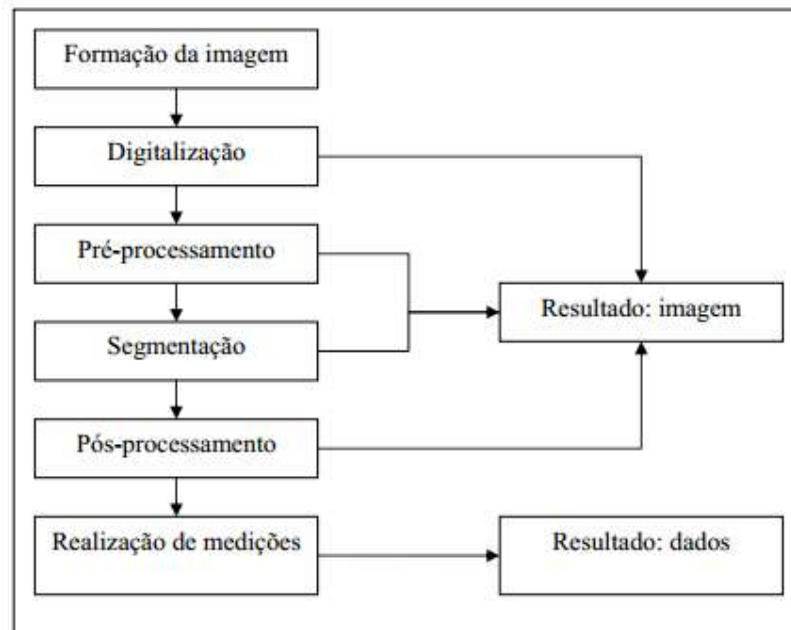 Formação da imagem
Digitalização
Pré-processamento
Segmentação
Pós-processamento
Realização de medições
Resultado: imagem
Resultado: dados